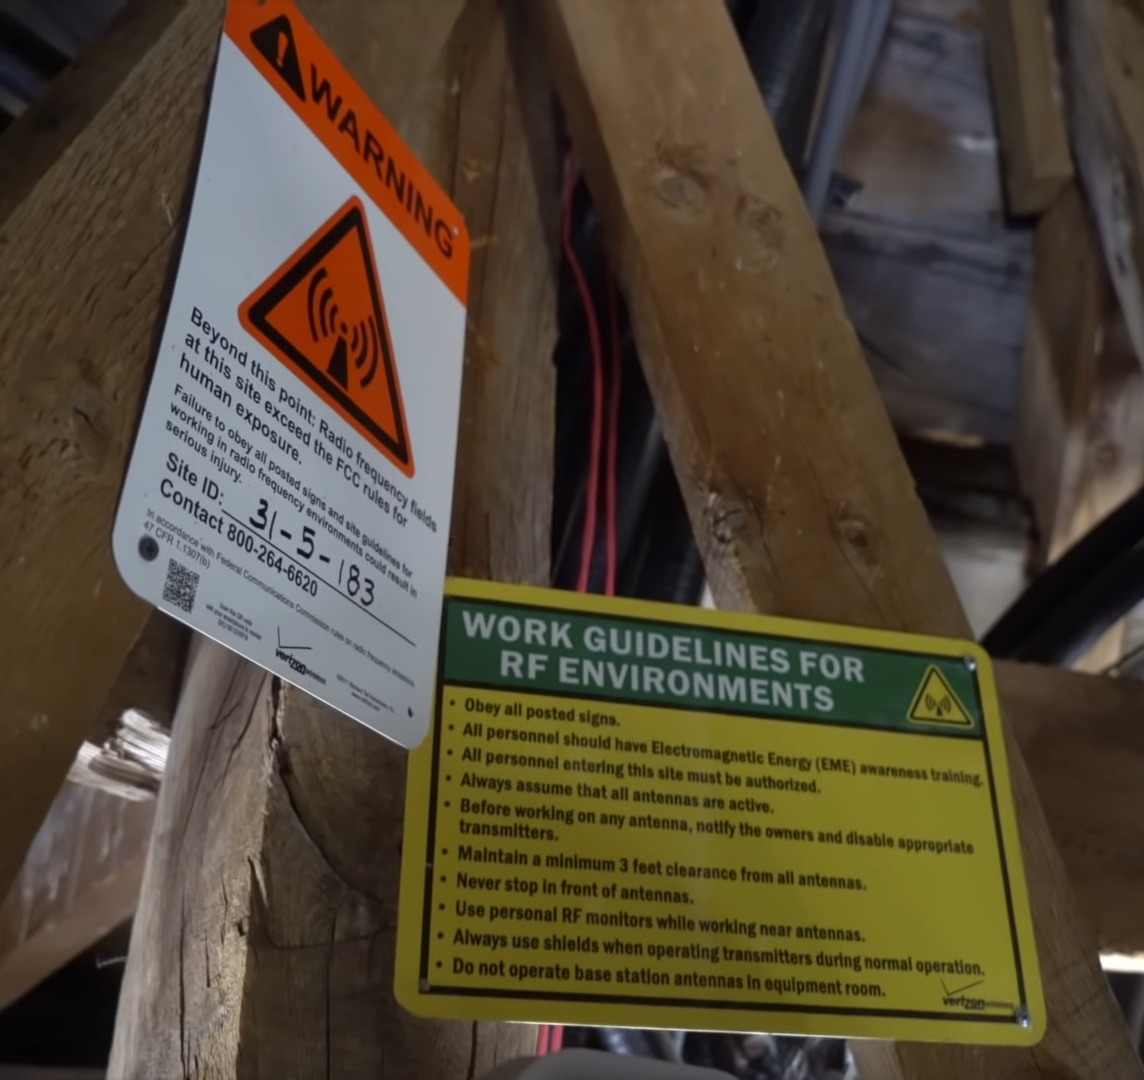 WARNING
Beyond this point: Radio frequency fields
at this site exceed the FCC rules for
human exposure.
Failure to obey all posted signs and site guidelines for
working in radio frequency environments could result in
serious injury.
Site ID: 31-5-183
Contact 800-264-6620
In accordance with Federal Communications Commission rules on radio frequency emissions
47 CFR 1.1307(b)
verizonwireless
WORK GUIDELINES FOR
RF ENVIRONMENTS
• Obey all posted signs.
• All personnel should have Electromagnetic Energy (EME) awareness training.
• All personnel entering this site must be authorized.
• Always assume that all antennas are active.
• Before working on any antenna, notify the owners and disable appropriate
transmitters.
• Maintain a minimum 3 feet clearance from all antennas.
• Never stop in front of antennas.
• Use personal RF monitors while working near antennas.
• Always use shields when operating transmitters during normal operation.
• Do not operate base station antennas in equipment room.
verizonwireless